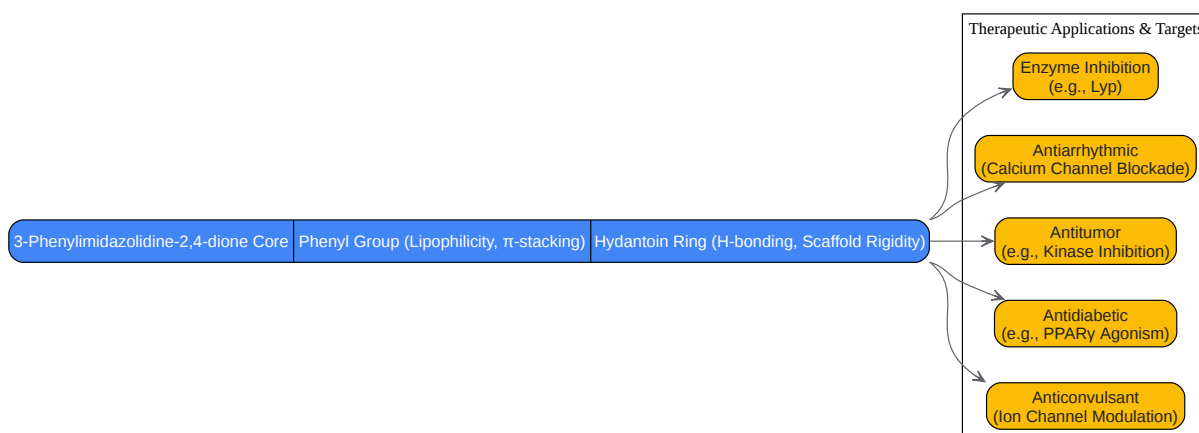 Therapeutic Applications & Targets
Enzyme Inhibition
(e.g., Lyp)
Antiarrhythmic
(Calcium Channel Blockade)
3-Phenylimidazolidine-2,4-dione Core
Phenyl Group (Lipophilicity, π-stacking)
Hydantoin Ring (H-bonding, Scaffold Rigidity)
Antitumor
(e.g., Kinase Inhibition)
Antidiabetic
(e.g., PPARγ Agonism)
Anticonvulsant
(Ion Channel Modulation)